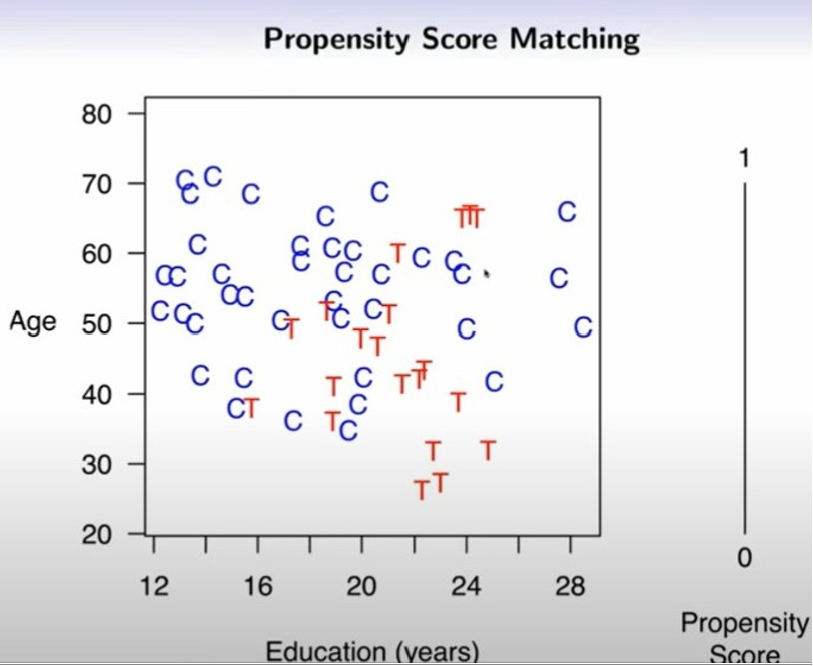 Propensity Score Matching
80
70
60
50
40
30
20
Age
12 16 20 24 28
Education (years)
C C C C C C C T T T
C C C C C T C C C C
C C C C C C C C
C C C C C T T C C C T C C
T T C C T C T T C T C
C T C T C C T
T T T T
1
0
Propensity
Score